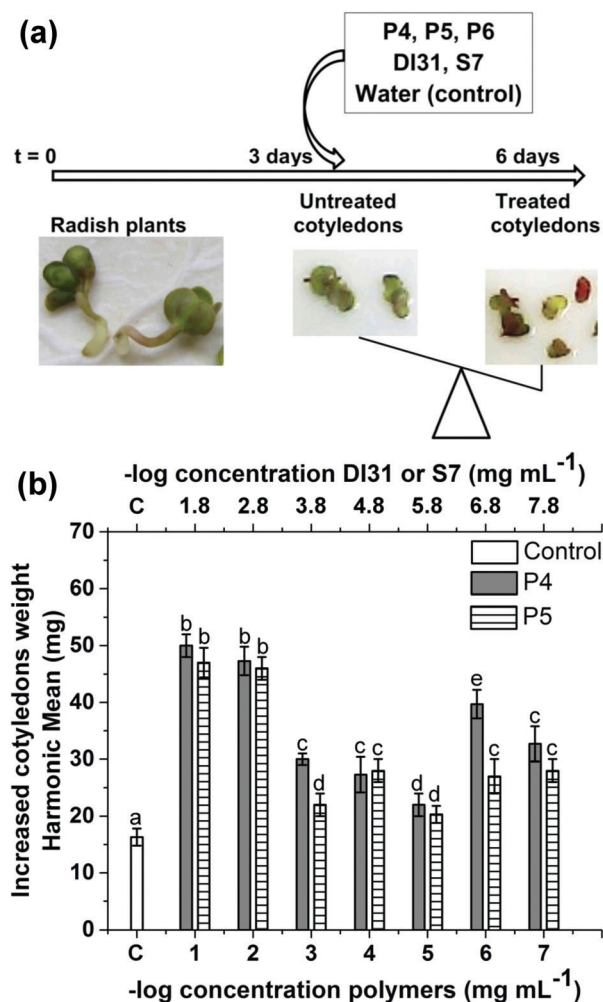 (a)
P4, P5, P6
DI31, S7
Water (control)
t = 0
3 days
6 days
Radish plants
Untreated
cotyledons
Treated
cotyledons
(b)
-log concentration DI31 or S7 (mg mL⁻¹)
C 1.8 2.8 3.8 4.8 5.8 6.8 7.8
Increased cotyledons weight
Harmonic Mean (mg)
70
60
50
40
30
20
10
0
Control
P4
P5
a
b b
b b
c d
c c
d d
e c
c c
C 1 2 3 4 5 6 7
-log concentration polymers (mg mL⁻¹)